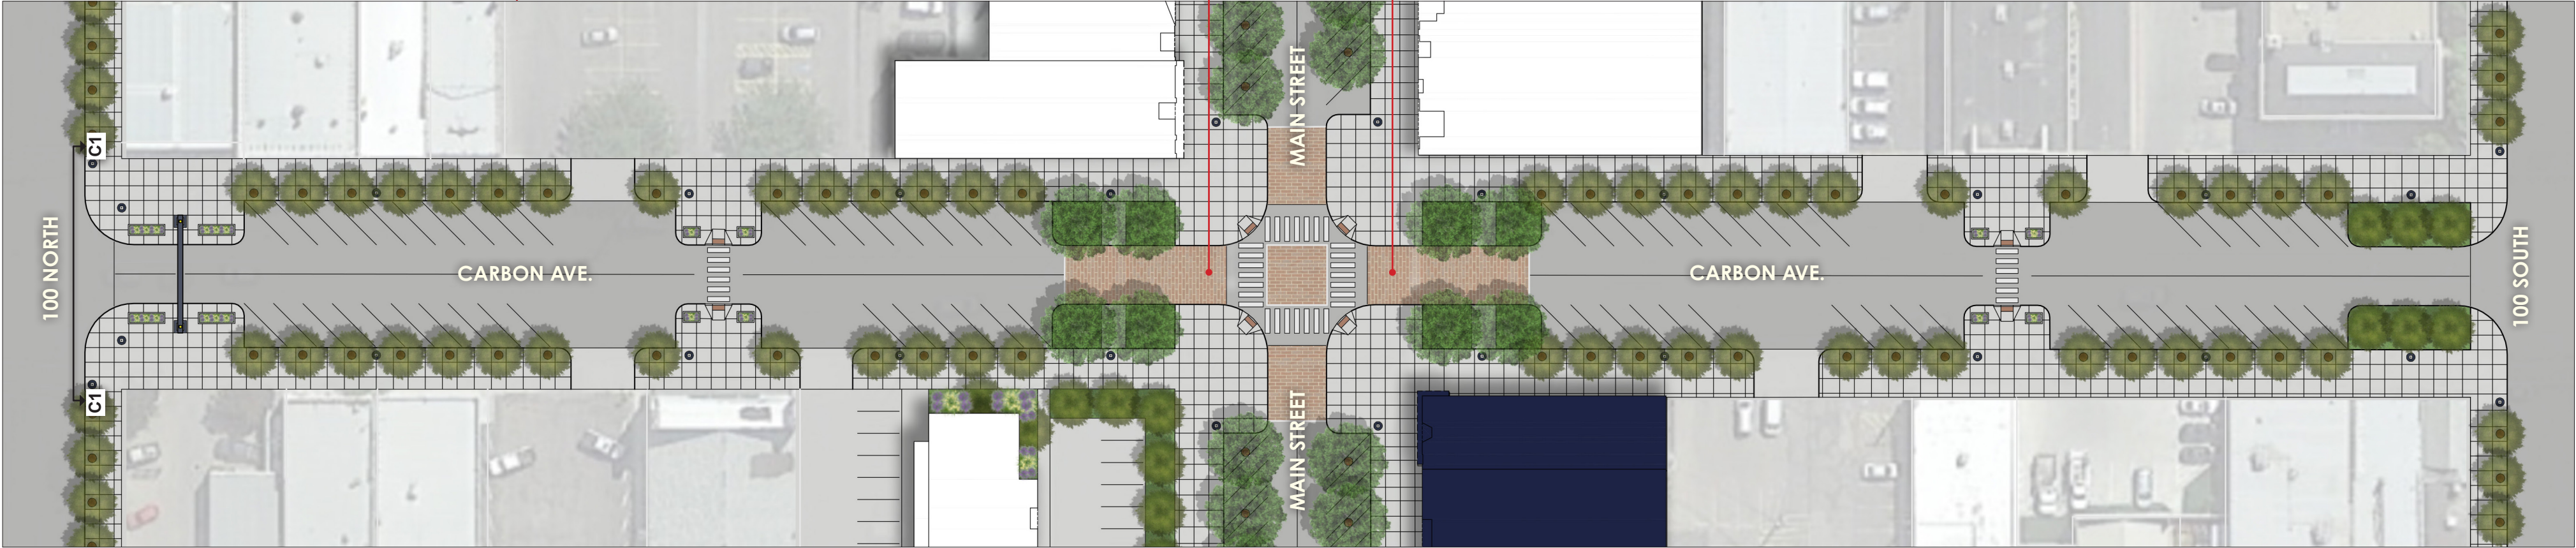 MAIN STREET
C1
100 NORTH
CARBON AVE.
CARBON AVE.
100 SOUTH
C1
MAIN STREET